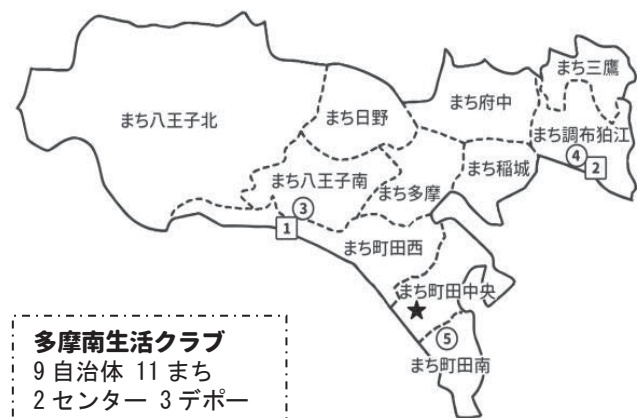 まち三鷹
まち府中
まち八王子北
まち日野
まち調布狛江
④
2
まち稲城
まち八王子南
まち多摩
③
1
まち町田西
まち町田中央
★
⑤
まち町田南
多摩南生活クラブ
9 自治体 11 まち
2 センター 3 デポー